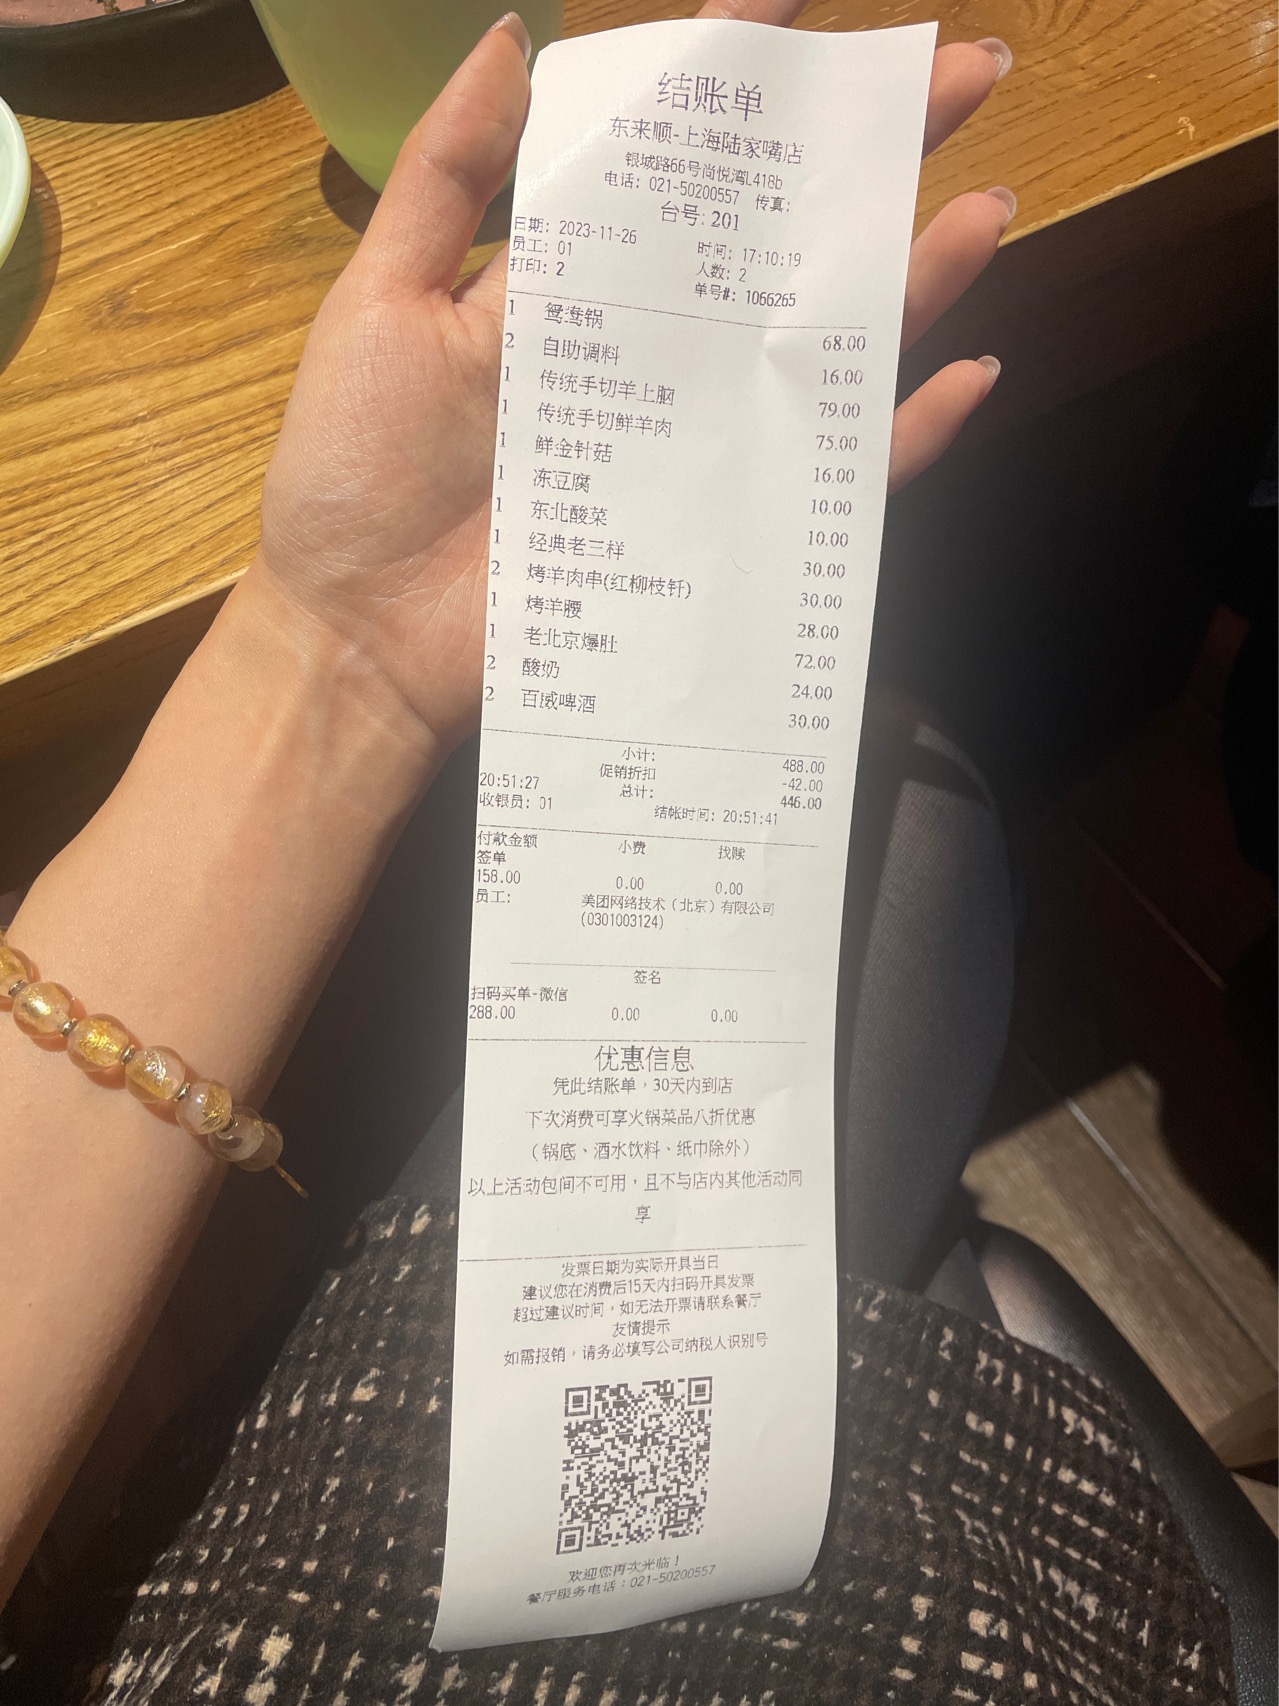 结账单
东来顺-上海陆家嘴店
银城路66号尚悦湾L418b
电话: 021-50200557 传真:
台号: 201
日期: 2023-11-26 时间: 17:10:19
员工: 01 人数: 2
打印: 2 单号#: 1066265
1 鸳鸯锅 68.00
2 自助调料 16.00
1 传统手切羊上脑 79.00
1 传统手切鲜羊肉 75.00
1 鲜金针菇 16.00
1 冻豆腐 10.00
1 东北酸菜 10.00
1 经典老三样 30.00
2 烤羊肉串(红柳枝钎) 30.00
1 烤羊腰 28.00
1 老北京爆肚 72.00
2 酸奶 24.00
2 百威啤酒 30.00
小计: 488.00
促销折扣 -42.00
20:51:27 总计: 446.00
收银员: 01 结帐时间: 20:51:41
付款金额 小费 找赎
签单
158.00 0.00 0.00
员工: 美团网络技术（北京）有限公司
(0301003124)
签名
扫码买单-微信
288.00 0.00 0.00
优惠信息
凭此结账单，30天内到店
下次消费可享火锅菜品八折优惠
（锅底、酒水饮料、纸巾除外）
以上活动包间不可用，且不与店内其他活动同
享
发票日期为实际开具当日
建议您在消费后15天内扫码开具发票
超过建议时间，如无法开票请联系餐厅
友情提示
如需报销，请务必填写公司纳税人识别号
欢迎您再次光临！
餐厅服务电话：021-50200557